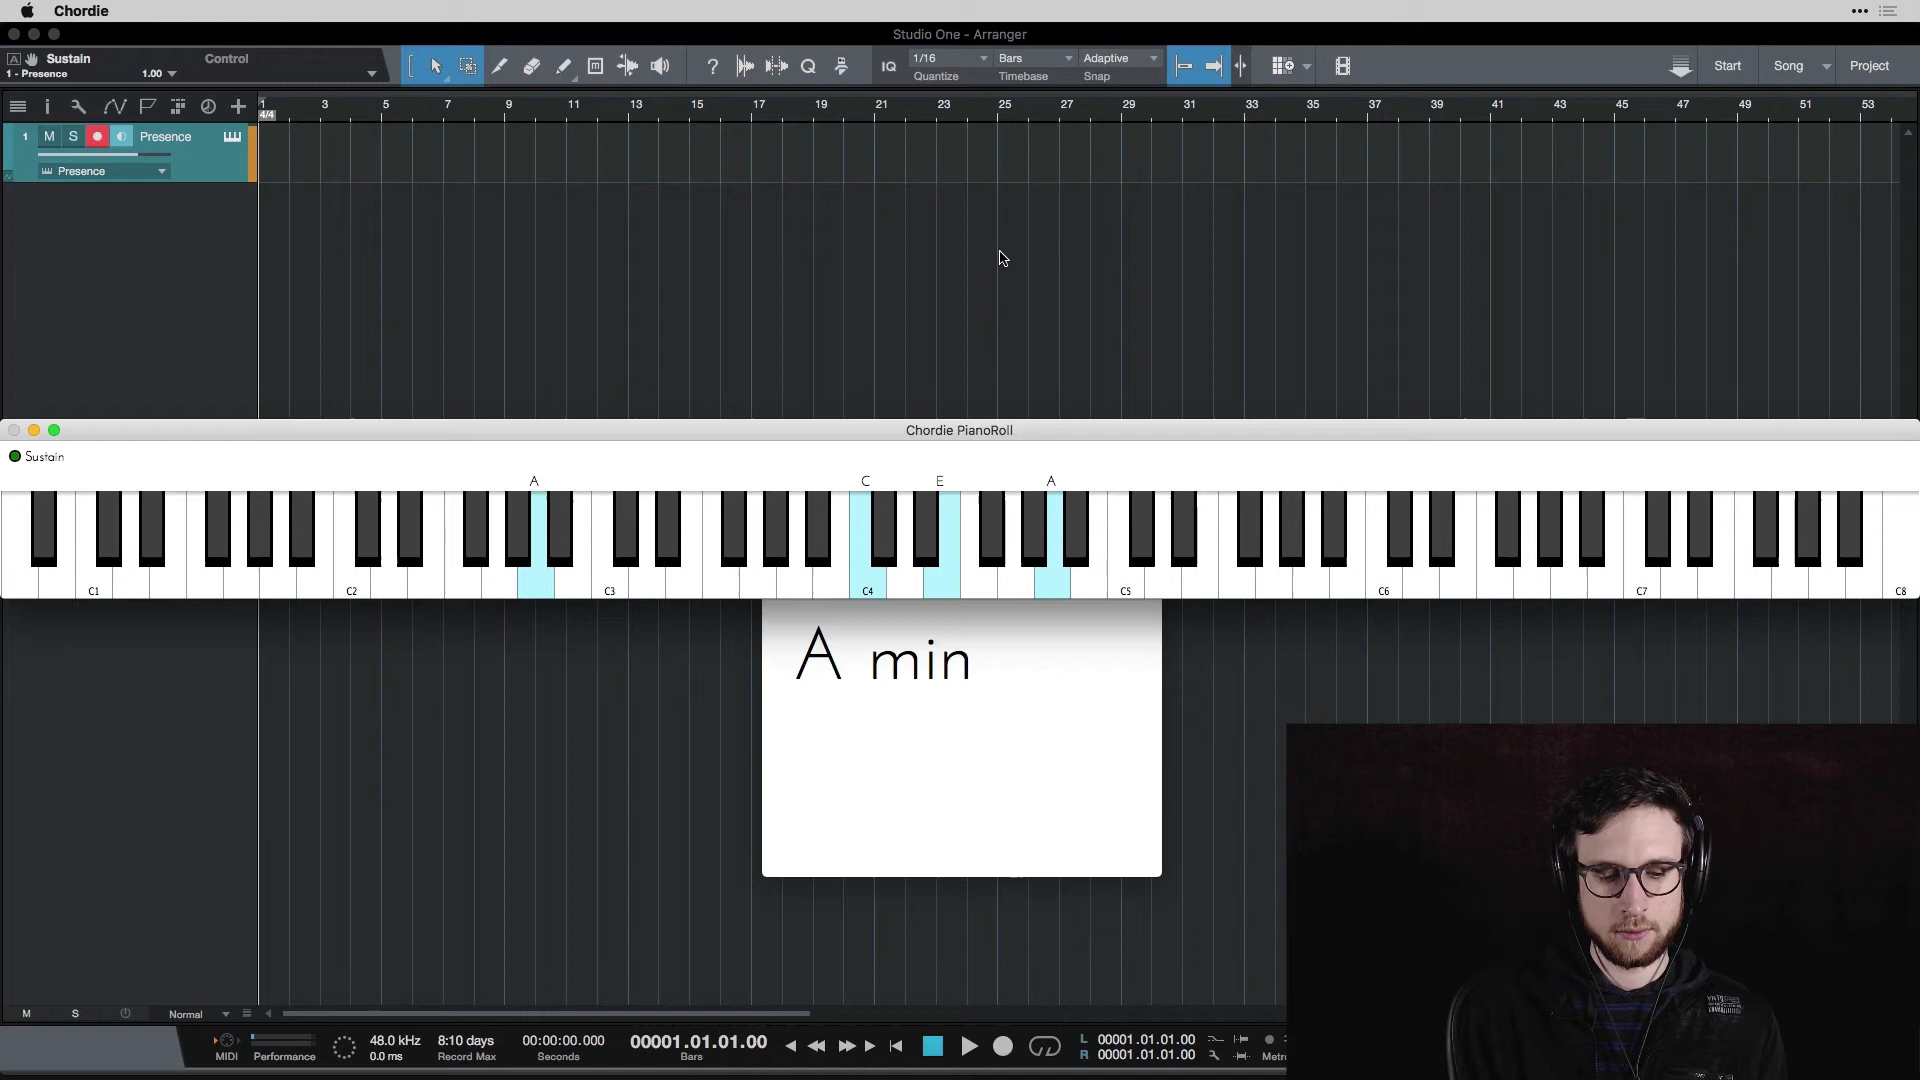 Chordie
Studio One - Arranger
Sustain
Control
1 - Presence
1.00
1/16
Quantize
Bars
Timebase
Adaptive
Snap
IQ
Start
Song
Project
1 3 5 7 9 11 13 15 17 19 21 23 25 27 29 31 33 35 37 39 41 43 45 47 49 51 53
4/4
1 M S Presence
Presence
Chordie PianoRoll
Sustain
A C E A
C1 C2 C3 C4 C5 C6 C7 C8
A min
M S Normal
MIDI
Performance
48.0 kHz
0.0 ms
8:10 days
Record Max
00:00:00.000
Seconds
00001.01.01.00
Bars
L 00001.01.01.00
R 00001.01.01.00
Metr